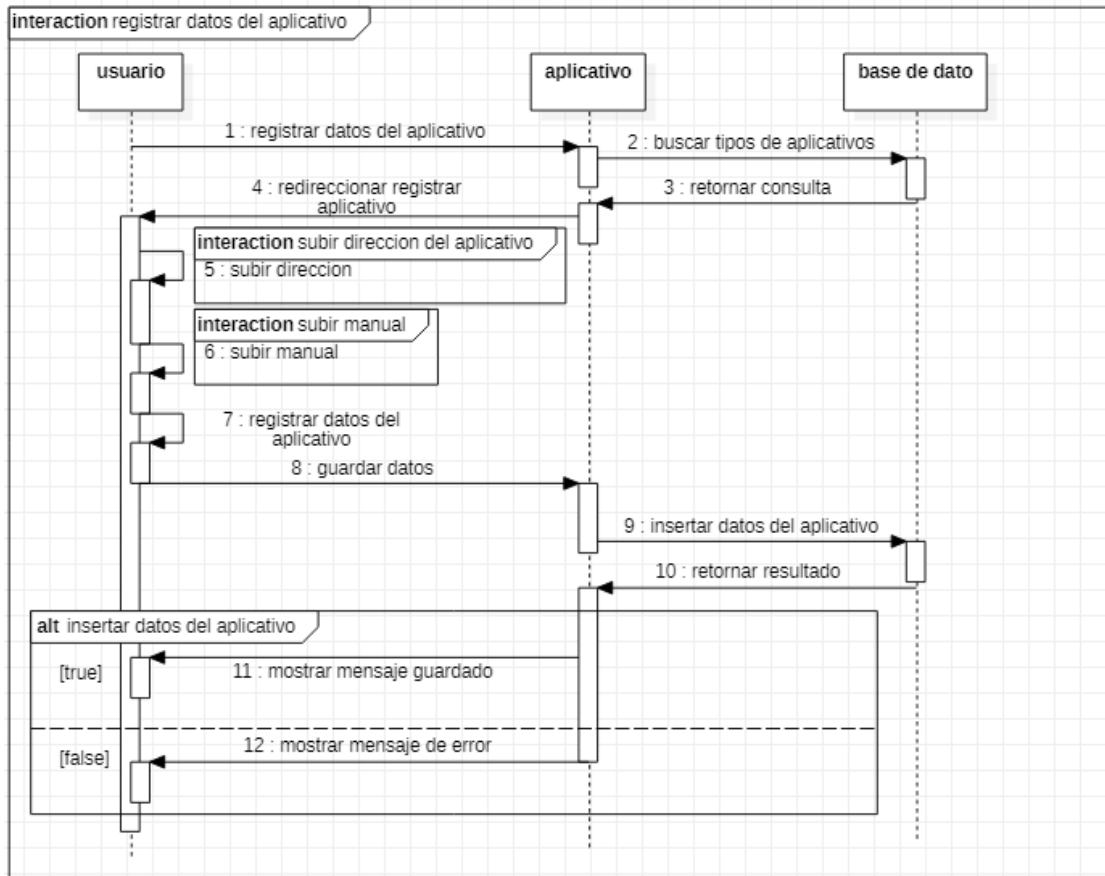 interaction registrar datos del aplicativo
usuario
aplicativo
base de dato
1 : registrar datos del aplicativo
2 : buscar tipos de aplicativos
3 : retornar consulta
4 : redireccionar registrar
aplicativo
interaction subir direccion del aplicativo
5 : subir direccion
interaction subir manual
6 : subir manual
7 : registrar datos del
aplicativo
8 : guardar datos
9 : insertar datos del aplicativo
10 : retornar resultado
alt insertar datos del aplicativo
[true]
11 : mostrar mensaje guardado
[false]
12 : mostrar mensaje de error